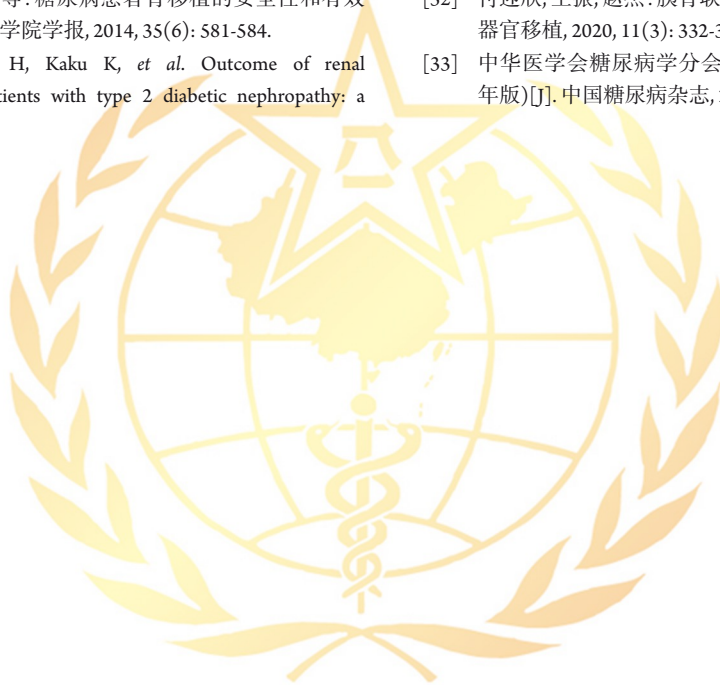 等. 糖尿病患者肾移植的安全性和有效
学院学报, 2014, 35(6): 581-584.
H, Kaku K, et al. Outcome of renal
tients with type 2 diabetic nephropathy: a
[32]
器官移植, 2020, 11(3): 332-3
[33] 中华医学会糖尿病学分会
年版)[J]. 中国糖尿病杂志,
八一